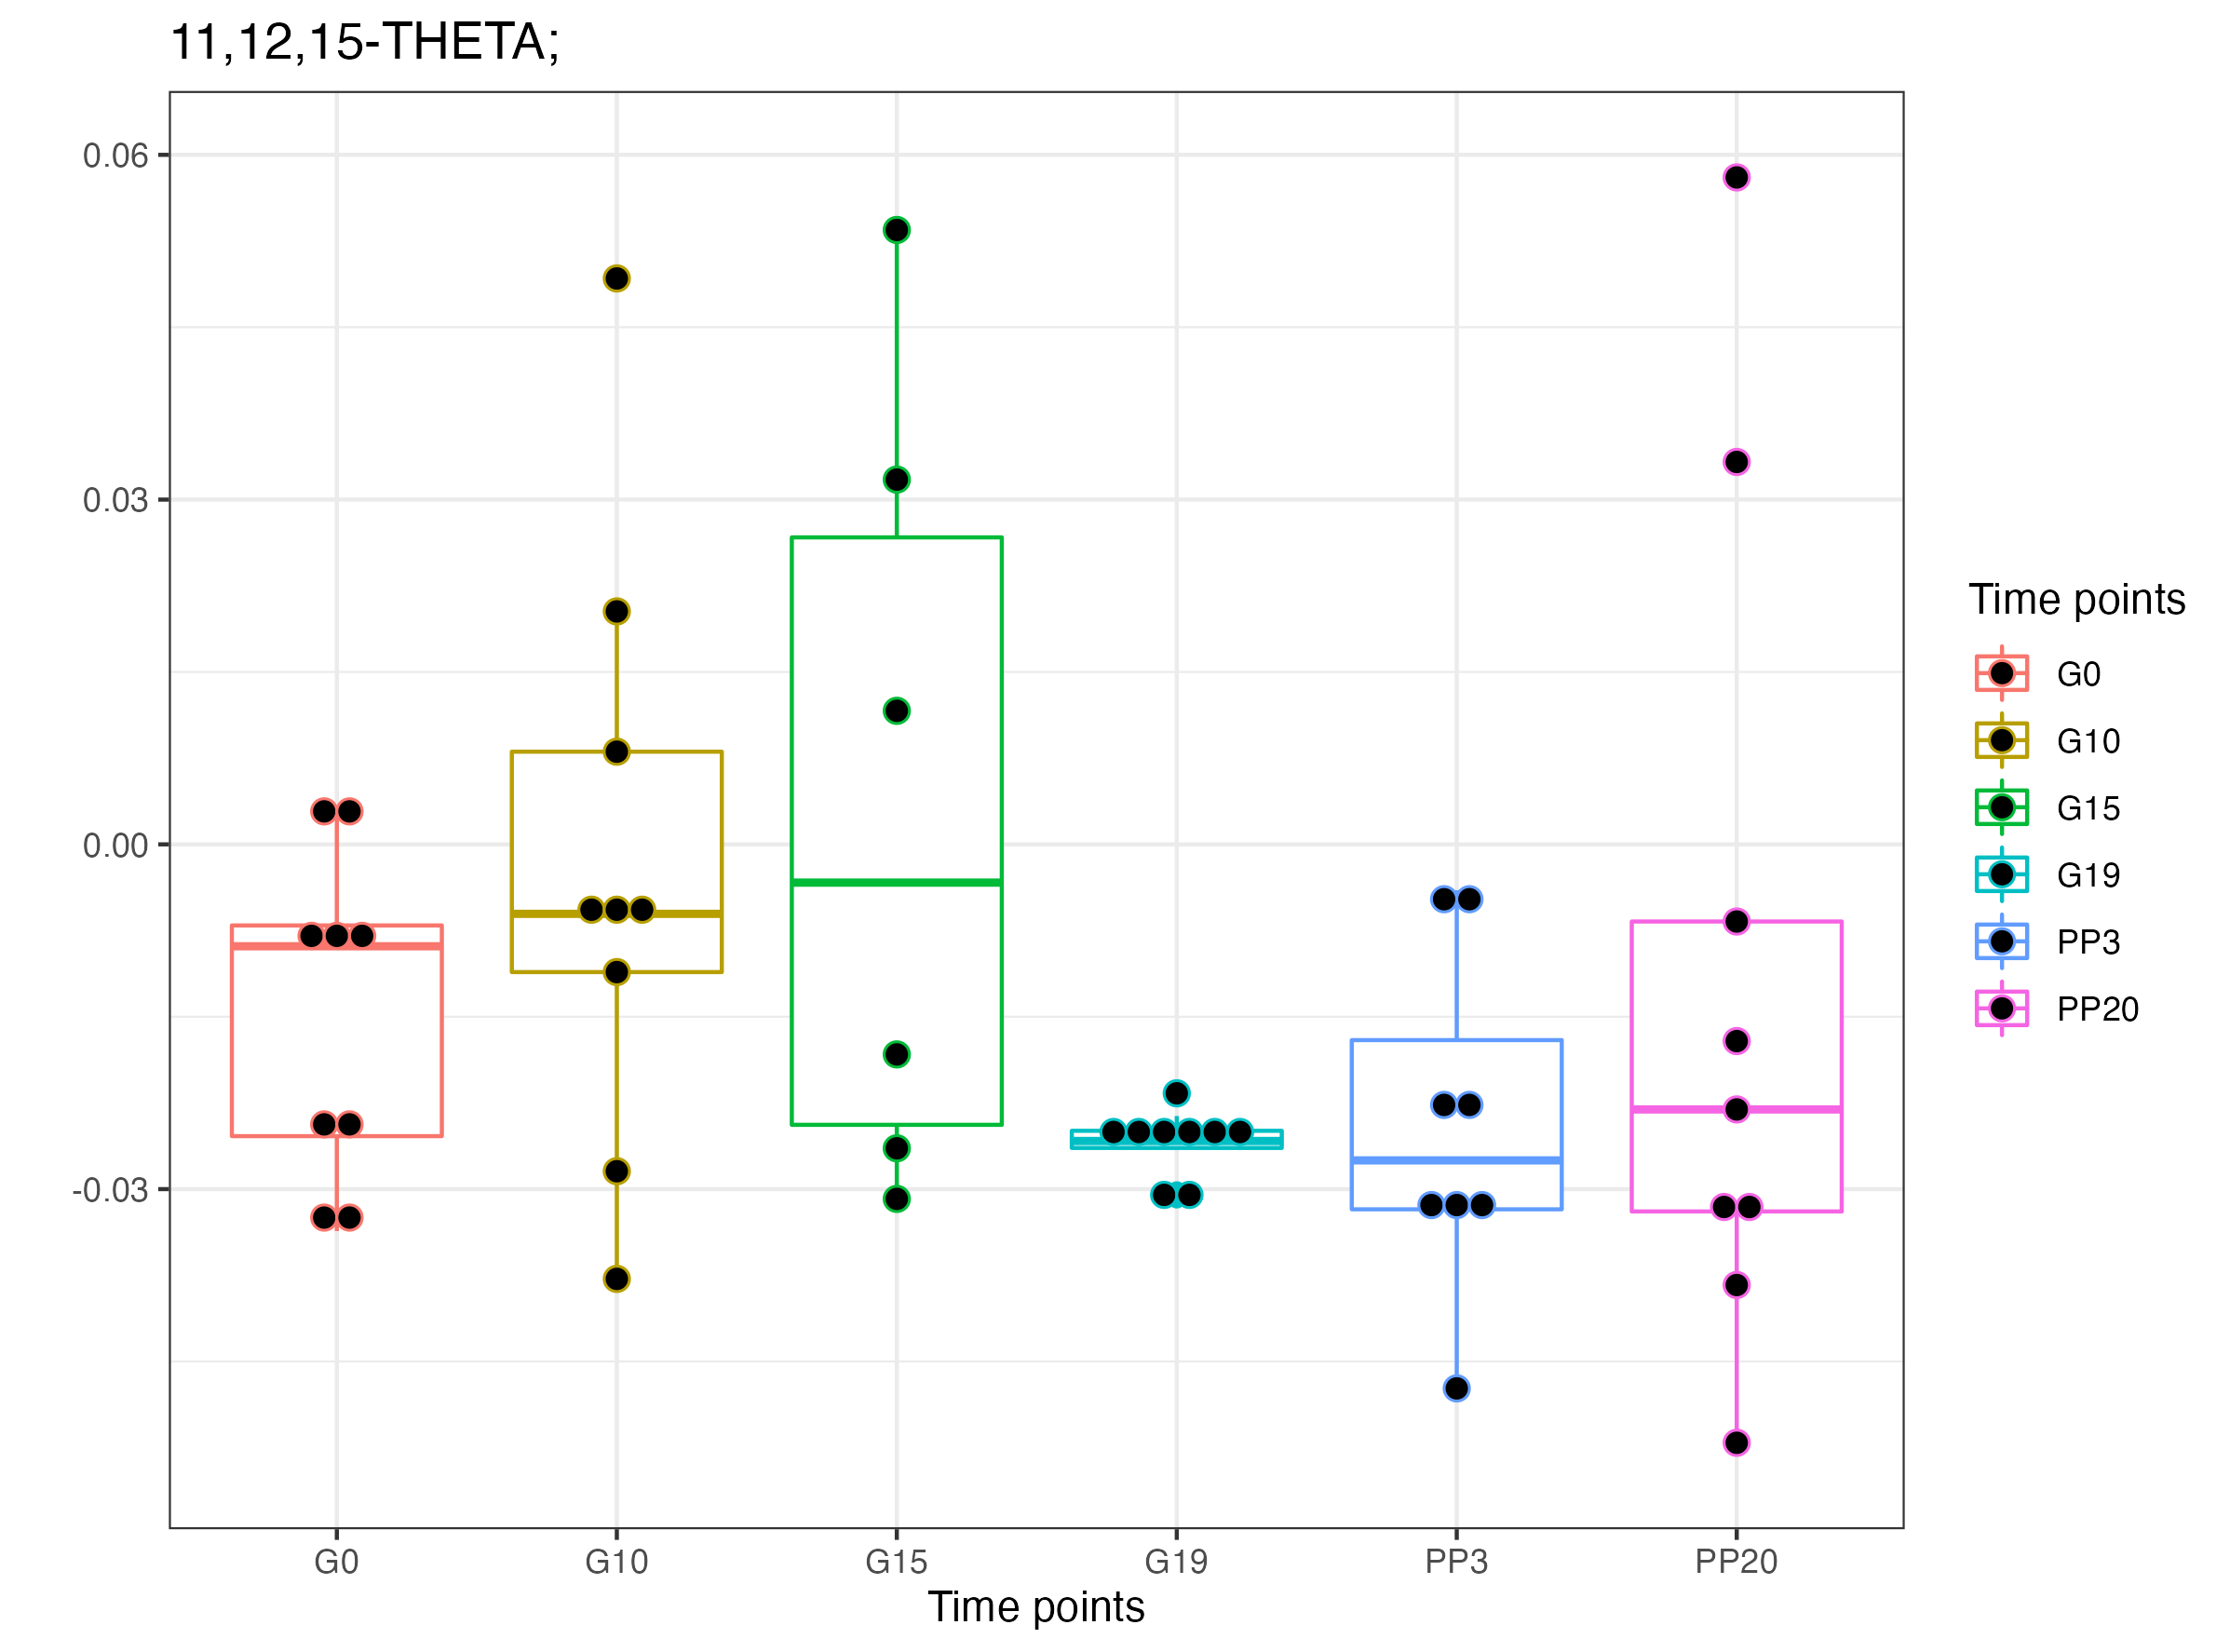 11,12,15-THETA;
0.06
0.03
0.00
-0.03
G0 G10 G15 G19 PP3 PP20
Time points
Time points
G0
G10
G15
G19
PP3
PP20